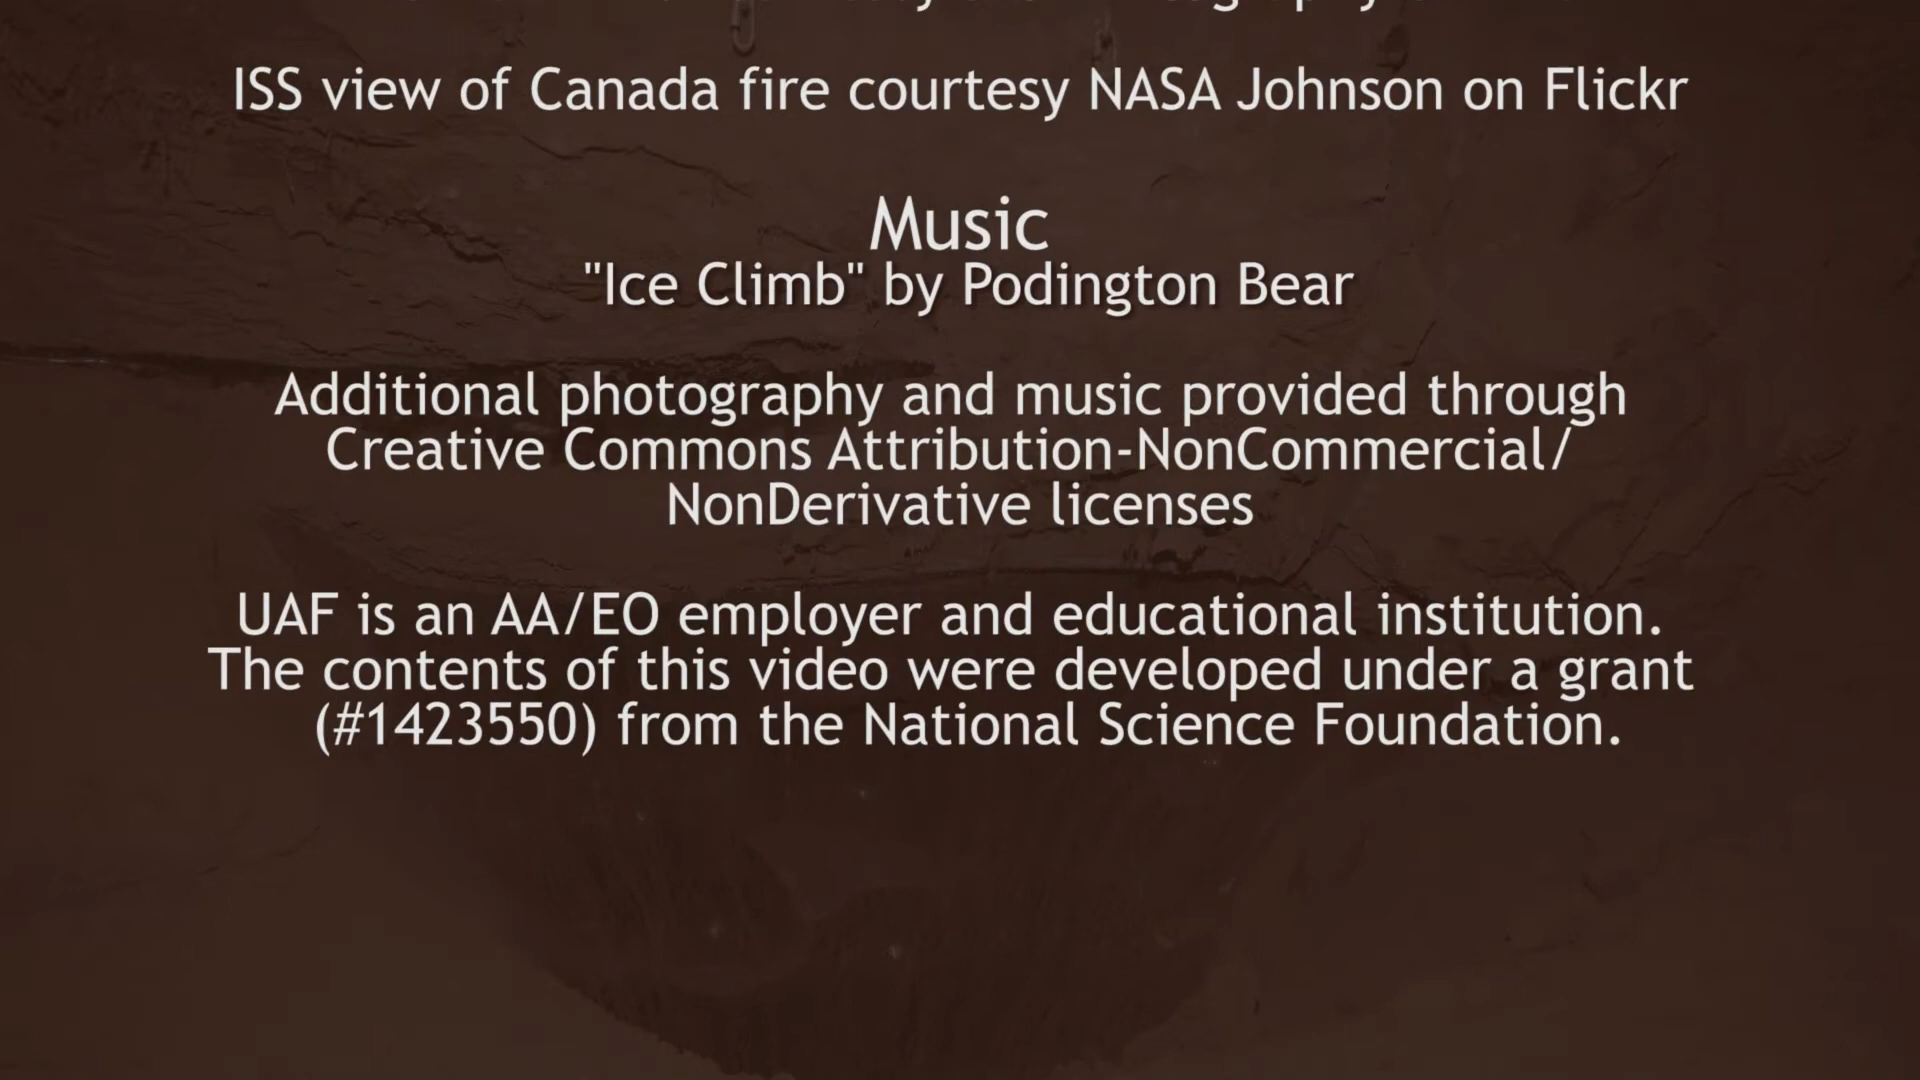 ISS view of Canada fire courtesy NASA Johnson on Flickr
Music
"Ice Climb" by Podington Bear
Additional photography and music provided through
Creative Commons Attribution-NonCommercial/
NonDerivative licenses
UAF is an AA/EO employer and educational institution.
The contents of this video were developed under a grant
(#1423550) from the National Science Foundation.